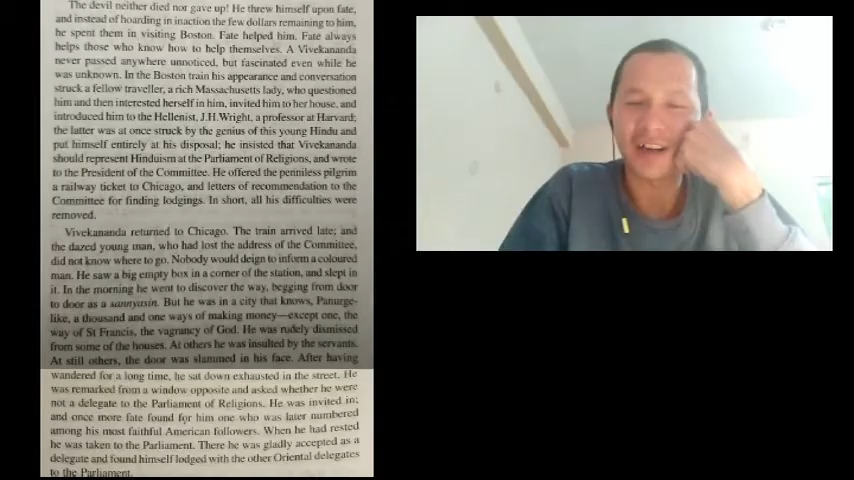 The devil neither died nor gave up! He threw himself upon fate,
and instead of hoarding in inaction the few dollars remaining to him,
he spent them in visiting Boston. Fate helped him. Fate always
helps those who know how to help themselves. A Vivekananda
never passed anywhere unnoticed, but fascinated even while he
was unknown. In the Boston train his appearance and conversation
struck a fellow traveller, a rich Massachusetts lady, who questioned
him and then interested herself in him, invited him to her house, and
introduced him to the Hellenist, J.H.Wright, a professor at Harvard;
the latter was at once struck by the genius of this young Hindu and
put himself entirely at his disposal; he insisted that Vivekananda
should represent Hinduism at the Parliament of Religions, and wrote
to the President of the Committee. He offered the penniless pilgrim
a railway ticket to Chicago, and letters of recommendation to the
Committee for finding lodgings. In short, all his difficulties were
removed.
Vivekananda returned to Chicago. The train arrived late; and
the dazed young man, who had lost the address of the Committee,
did not know where to go. Nobody would deign to inform a coloured
man. He saw a big empty box in a corner of the station, and slept in
it. In the morning he went to discover the way, begging from door
to door as a sannyasin. But he was in a city that knows, Panurge-
like, a thousand and one ways of making money—except one, the
way of St Francis, the vagrancy of God. He was rudely dismissed
from some of the houses. At others he was insulted by the servants.
At still others, the door was slammed in his face. After having
wandered for a long time, he sat down exhausted in the street. He
was remarked from a window opposite and asked whether he were
not a delegate to the Parliament of Religions. He was invited in;
and once more fate found for him one who was later numbered
among his most faithful American followers. When he had rested
he was taken to the Parliament. There he was gladly accepted as a
delegate and found himself lodged with the other Oriental delegates
to the Parliament.